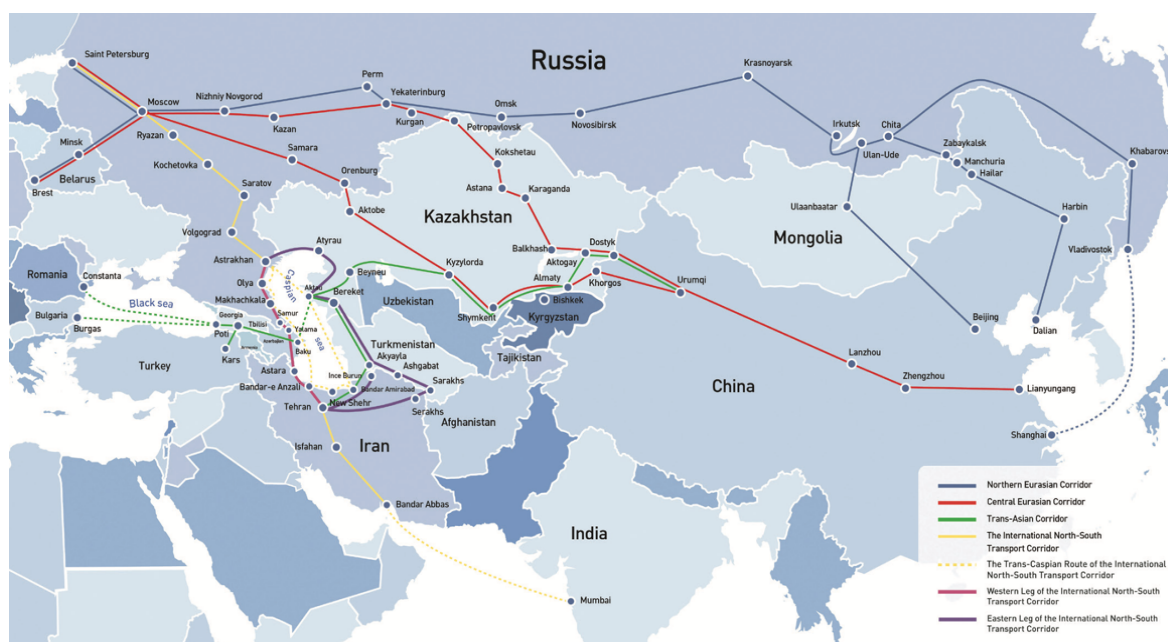 Russia
Saint Petersburg
Krasnoyarsk
Perm
Moscow
Nizhniy Novgorod
Yekaterinburg
Omsk
Kazan
Kurgan
Petropavlovsk
Novosibirsk
Irkutsk
Chita
Ryazan
Minsk
Ulan-Ude
Zabaykalsk
Manchuria
Hailar
Khabarovs
Belarus
Brest
Kochetovka
Samara
Kokshetau
Orenburg
Saratov
Astana
Karaganda
Aktobe
Kazakhstan
Ulaanbaatar
Mongolia
Harbin
Volgograd
Atyrau
Balkhash
Dostyk
Aktogay
Vladivostok
Astrakhan
Romania
Constanta
Olya
Caspian
sea
Aktau
Beyneu
Bereket
Kyzylorda
Almaty
Khorgos
Urumqi
Black sea
Makhachkala
Uzbekistan
Bishkek
Bulgaria
Burgas
Georgia
Poti
Tbilisi
Samur
Yalama
Shymkent
Kyrgyzstan
Beijing
Dalian
Armenia
Azerbaijan
Baku
Kars
Turkmenistan
Tajikistan
Turkey
Astara
Akyayla
Ashgabat
Lanzhou
Ince Burun
Bandar-e Anzali
Bandar Amirabad
Sarakhs
China
Zhengzhou
Lianyungang
Tehran
New Shehr
Serakhs
Afghanistan
Shanghai
Isfahan
Iran
Bandar Abbas
India
Mumbai
Northern Eurasian Corridor
Central Eurasian Corridor
Trans-Asian Corridor
The International North-South
Transport Corridor
The Trans-Caspian Route of the International
North-South Transport Corridor
Western Leg of the International North-South
Transport Corridor
Eastern Leg of the International North-South
Transport Corridor